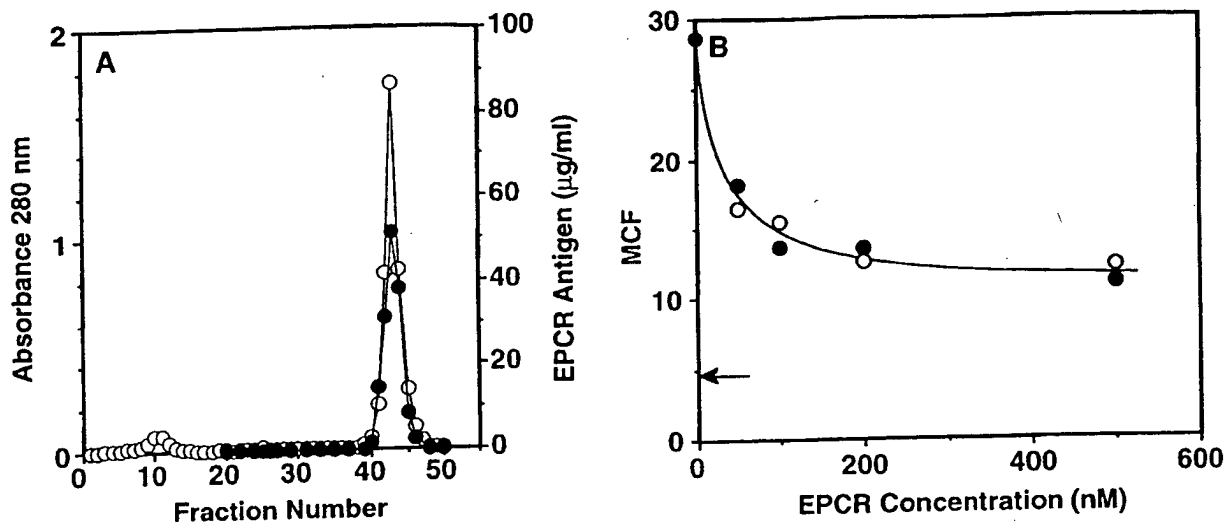 A
Absorbance 280 nm
2
1
0
EPCR Antigen (μg/ml)
100
80
60
40
20
0
0 10 20 30 40 50
Fraction Number
B
MCF
30
20
10
0
0 200 400 600
EPCR Concentration (nM)